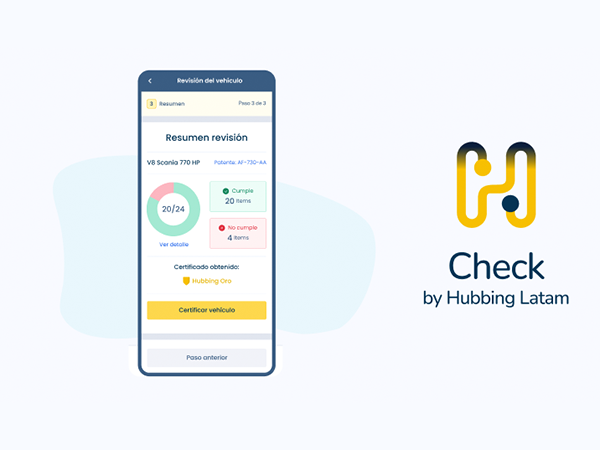 Revisión del vehículo
3 Resumen Paso 3 de 3
Resumen revisión
V8 Scania 770 HP Patente: AF-730-AA
20/24
Cumple
20 Items
No cumple
4 Items
Ver detalle
Certificado obtenido:
Hubbing Oro
Certificar vehículo
Paso anterior
Check
by Hubbing Latam